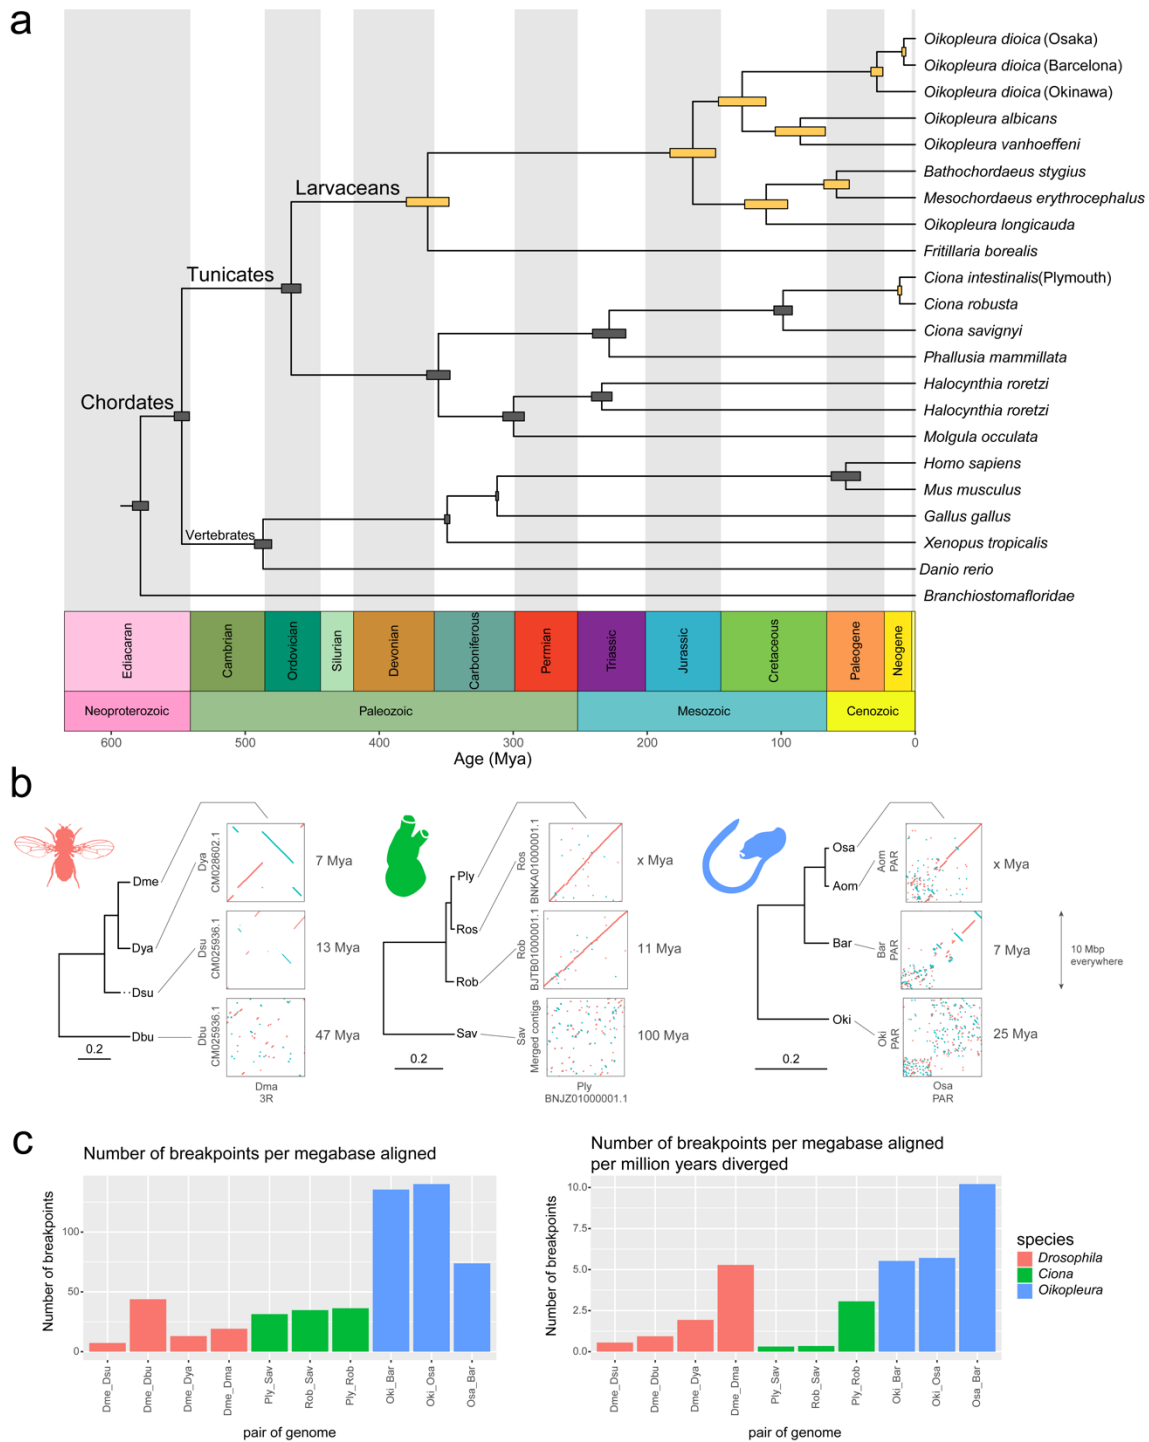 a
Oikopleura dioica (Osaka)
Oikopleura dioica (Barcelona)
Oikopleura dioica (Okinawa)
Oikopleura albicans
Oikopleura vanhoeffeni
Bathochordaeus stygius
Mesochordaeus erythrocephalus
Oikopleura longicauda
Fritillaria borealis
Ciona intestinalis(Plymouth)
Ciona robusta
Ciona savignyi
Phallusia mammillata
Halocynthia roretzi
Halocynthia roretzi
Molgula occulata
Homo sapiens
Mus musculus
Gallus gallus
Xenopus tropicalis
Danio rerio
Branchiostomafloridae
Larvaceans
Tunicates
Chordates
Vertebrates
Ediacaran
Cambrian
Ordovician
Silurian
Devonian
Carboniferous
Permian
Triassic
Jurassic
Cretaceous
Paleogene
Neogene
Neoproterozoic
Paleozoic
Mesozoic
Cenozoic
600 500 400 300 200 100 0
Age (Mya)
b
Dme
Dya
Dsu
Dbu
0.2
Dya
CM028602.1
7 Mya
Dsu
CM025936.1
13 Mya
Dbu
CM025936.1
47 Mya
Dma
3R
Ply
Ros
Rob
Sav
0.2
Ros
BNKA01000001.1
x Mya
Rob
BJTB01000001.1
11 Mya
Sav
Merged contigs
100 Mya
Ply
BNJZ01000001.1
Osa
Aom
Bar
Oki
0.2
Aom
PAR
x Mya
Bar
PAR
7 Mya
Oki
PAR
25 Mya
10 Mbp
everywhere
Osa
PAR
c
Number of breakpoints per megabase aligned
Number of breakpoints
100
50
0
Dme_Dsu
Dme_Dbu
Dme_Dya
Dme_Dma
Ply_Sav
Rob_Sav
Ply_Rob
Oki_Bar
Oki_Osa
Osa_Bar
pair of genome
Number of breakpoints per megabase aligned
per million years diverged
Number of breakpoints
10.0
7.5
5.0
2.5
0.0
Dme_Dsu
Dme_Dbu
Dme_Dya
Dme_Dma
Ply_Sav
Rob_Sav
Ply_Rob
Oki_Bar
Oki_Osa
Osa_Bar
pair of genome
species
Drosophila
Ciona
Oikopleura